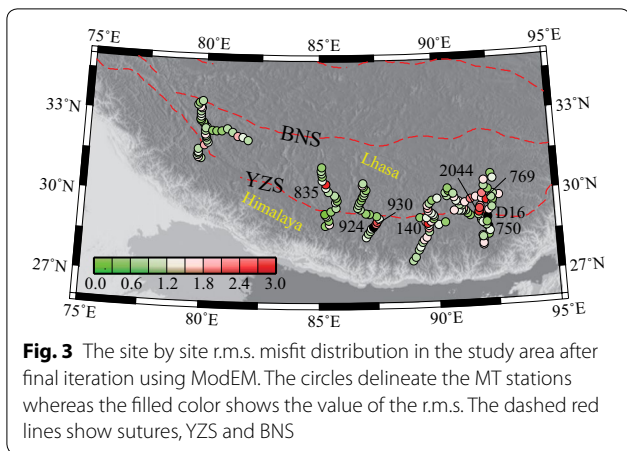 75˚E
80˚E
85˚E
90˚E
95˚E
33˚N
33˚N
BNS
Lhasa
2044
769
30˚N
835
YZS
30˚N
Himalaya
924
930
140
D16
750
27˚N
27˚N
0.0 0.6 1.2 1.8 2.4 3.0
75˚E
80˚E
85˚E
90˚E
95˚E
Fig. 3 The site by site r.m.s. misfit distribution in the study area after
final iteration using ModEM. The circles delineate the MT stations
whereas the filled color shows the value of the r.m.s. The dashed red
lines show sutures, YZS and BNS